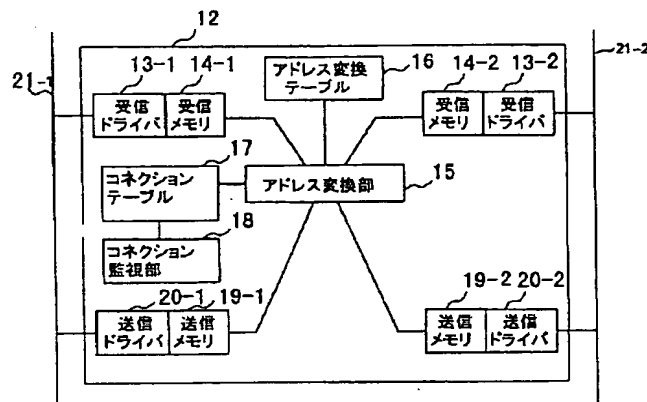 12
21-1
13-1
14-1
アドレス変換
テーブル
16
14-2
13-2
21-2
受信
ドライバ
受信
メモリ
受信
メモリ
受信
ドライバ
17
コネクション
テーブル
アドレス変換部
15
18
コネクション
監視部
20-1
19-1
19-2
20-2
送信
ドライバ
送信
メモリ
送信
メモリ
送信
ドライバ